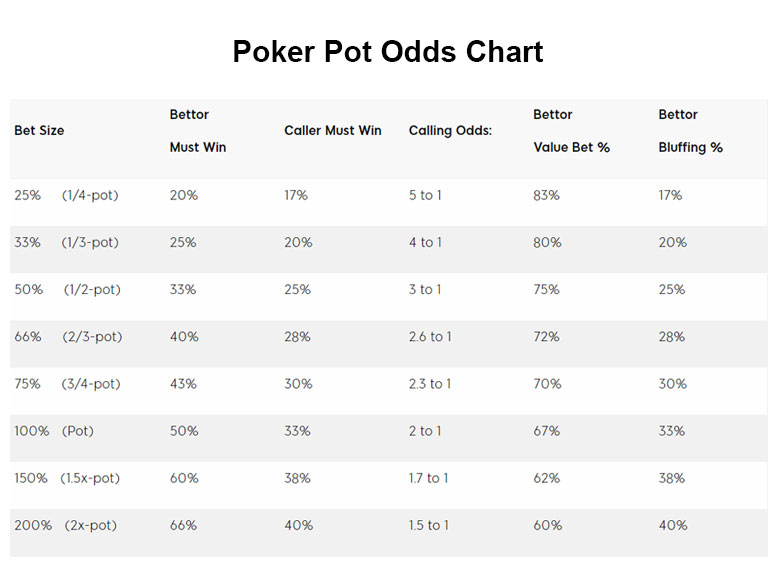 Poker Pot Odds Chart
Bet Size Bettor Must Win Caller Must Win Calling Odds: Bettor Value Bet % Bettor Bluffing %
25% (1/4-pot) 20% 17% 5 to 1 83% 17%
33% (1/3-pot) 25% 20% 4 to 1 80% 20%
50% (1/2-pot) 33% 25% 3 to 1 75% 25%
66% (2/3-pot) 40% 28% 2.6 to 1 72% 28%
75% (3/4-pot) 43% 30% 2.3 to 1 70% 30%
100% (Pot) 50% 33% 2 to 1 67% 33%
150% (1.5x-pot) 60% 38% 1.7 to 1 62% 38%
200% (2x-pot) 66% 40% 1.5 to 1 60% 40%